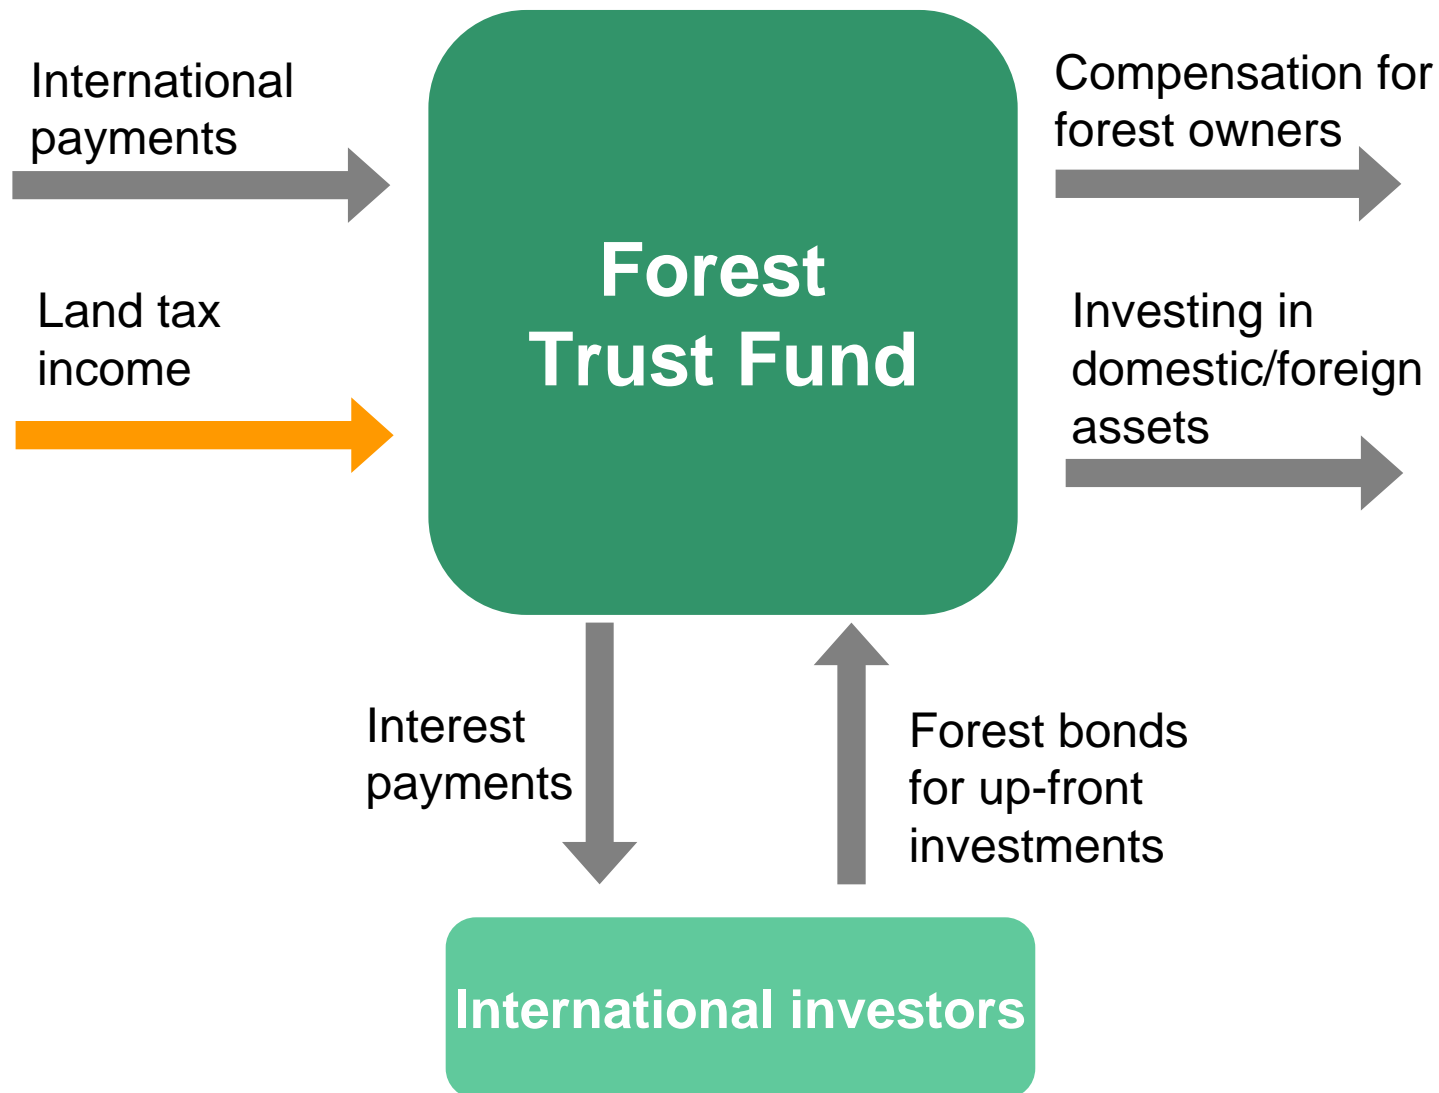 International
payments
Land tax
income
Forest
Trust Fund
Compensation for
forest owners
Investing in
domestic/foreign
assets
Interest
payments
Forest bonds
for up-front
investments
International investors